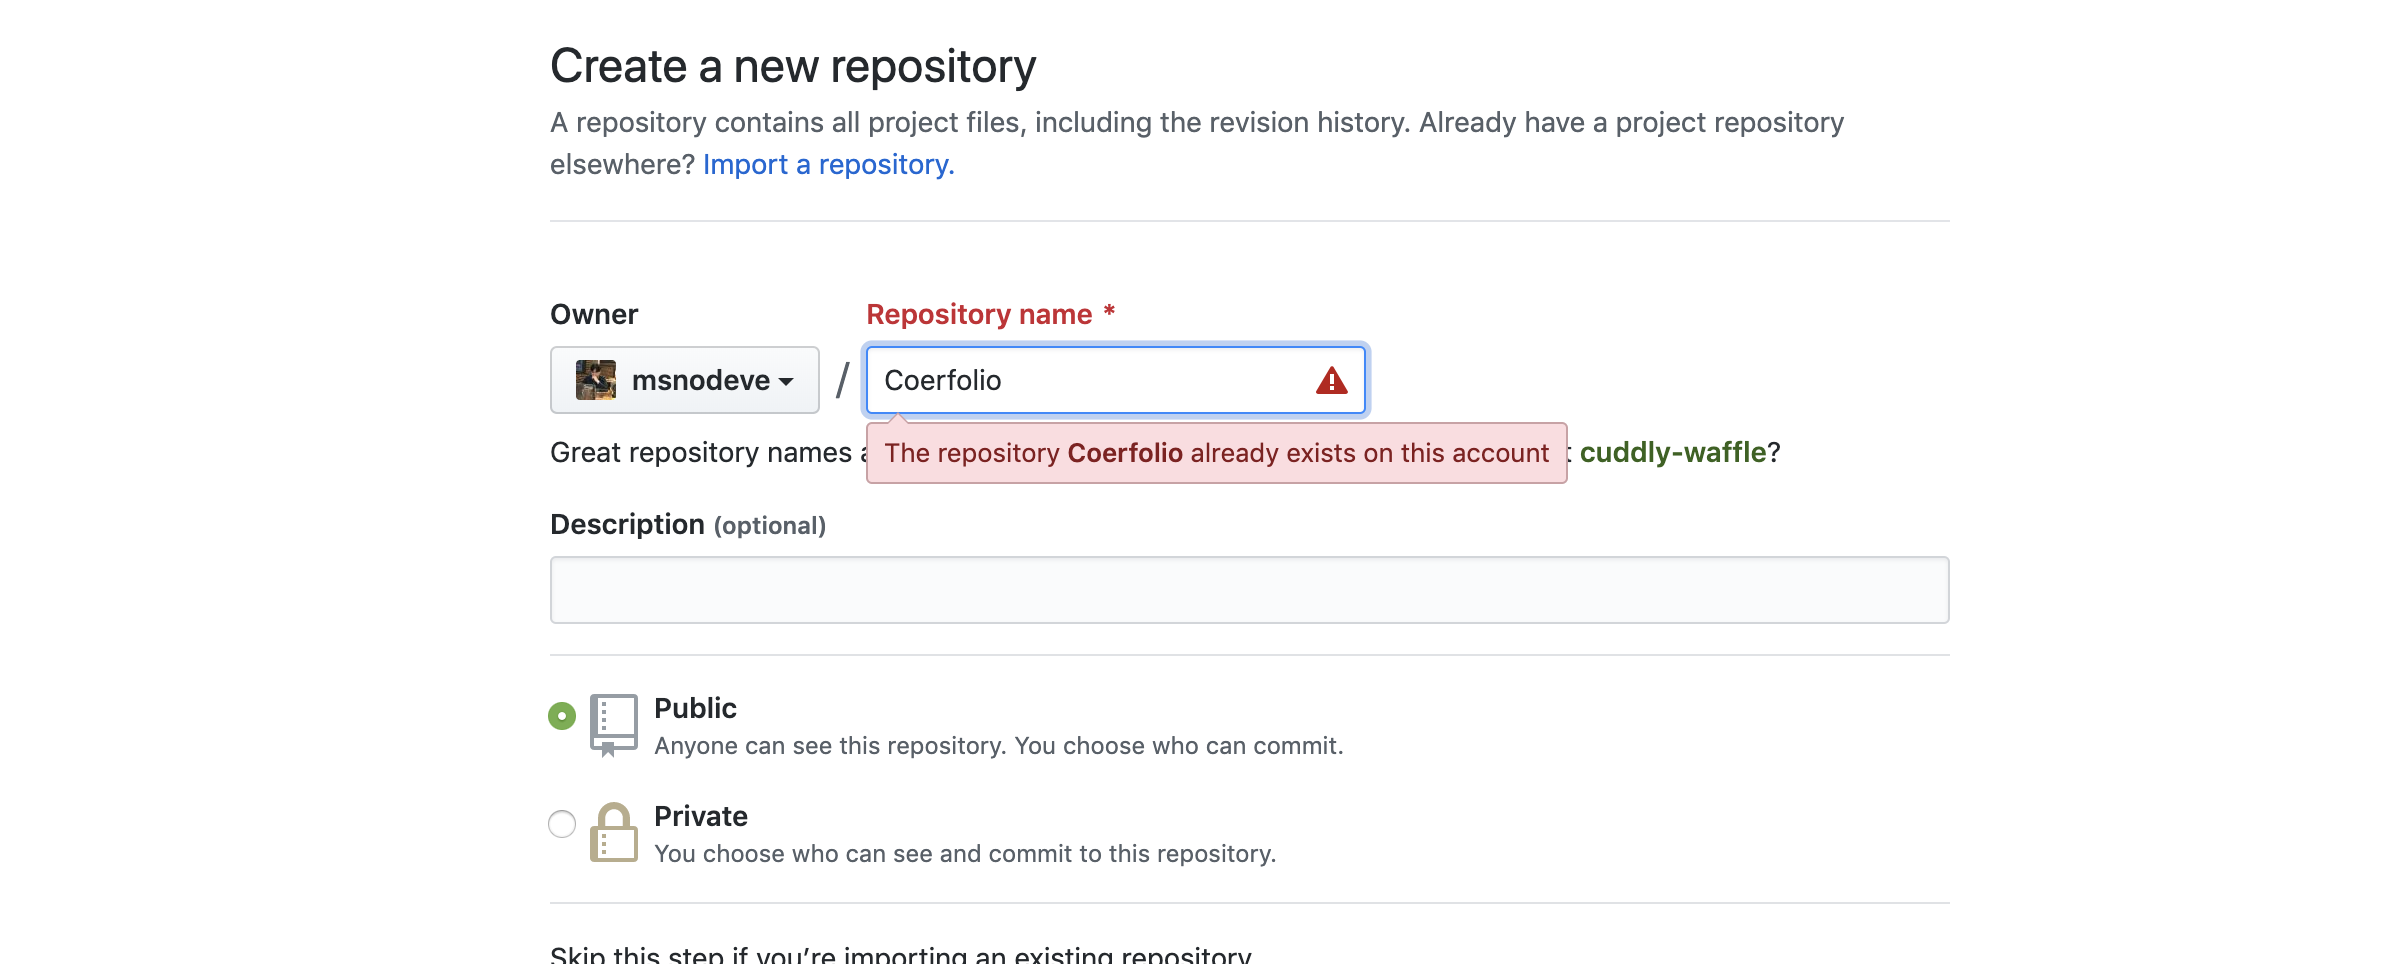 Create a new repository
A repository contains all project files, including the revision history. Already have a project repository
elsewhere? Import a repository.
Owner
Repository name *
msnodeve / Coerfolio
The repository Coerfolio already exists on this account
Great repository names cuddly-waffle?
Description (optional)
Public
Anyone can see this repository. You choose who can commit.
Private
You choose who can see and commit to this repository.
Skip this step if you’re importing an existing repository